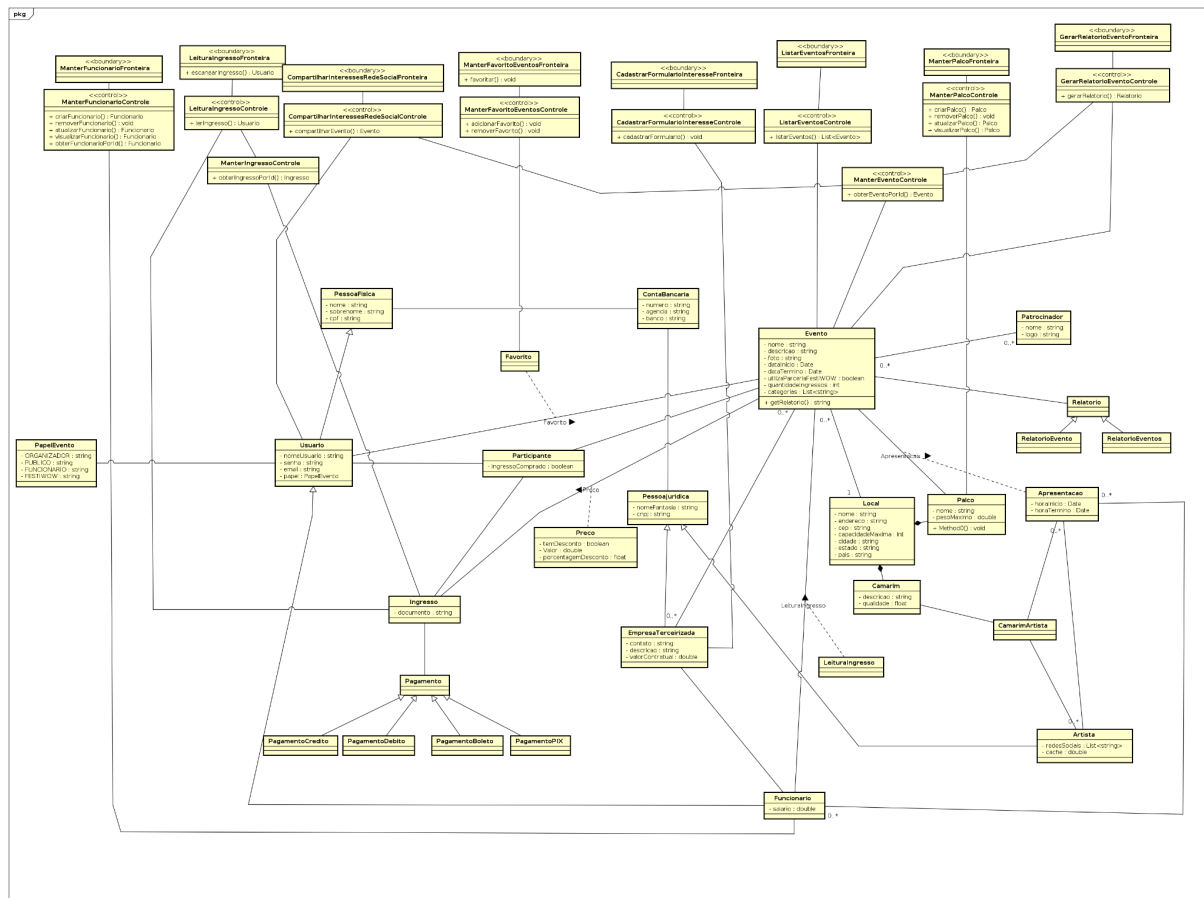 pkg
<<boundary>>
ManterFuncionarioFronteira
<<control>>
ManterFuncionarioControle
+ criarFuncionario() : Funcionario
+ removerFuncionario() : void
+ atualizarFuncionario() : Funcionario
+ visualizarFuncionario() : Funcionario
+ obterFuncionarioPorId() : Funcionario
<<boundary>>
LeituraIngressoFronteira
+ escanearIngresso() : Usuario
<<control>>
LeituraIngressoControle
+ lerIngresso() : Usuario
ManterIngressoControle
+ obterIngressoPorId() : Ingresso
<<boundary>>
CompartilharInteressesRedeSocialFronteira
<<control>>
CompartilharInteressesRedeSocialControle
+ compartilharEvento() : Evento
<<boundary>>
ManterFavoritoEventosFronteira
+ favoritar() : void
<<control>>
ManterFavoritoEventosControle
+ adicionarFavorito() : void
+ removerFavorito() : void
<<boundary>>
CadastrarFormularioInteresseFronteira
<<control>>
CadastrarFormularioInteresseControle
+ cadastrarFormulario() : void
<<boundary>>
ListarEventosFronteira
<<control>>
ListarEventosControle
+ listarEventos() : List<Evento>
<<control>>
ManterEventoControle
+ obterEventoPorId() : Evento
<<boundary>>
ManterPalcoFronteira
<<control>>
ManterPalcoControle
+ criarPalco() : Palco
+ removerPalco() : void
+ atualizarPalco() : Palco
+ visualizarPalco() : Palco
<<boundary>>
GerarRelatorioEventoFronteira
<<control>>
GerarRelatorioEventoControle
+ gerarRelatorio() : Relatorio
PessoaFisica
- nome : string
- sobrenome : string
- cpf : string
ContaBancaria
- numero : string
- agencia : string
- banco : string
Favorito
Favorito
Evento
- nome : string
- descricao : string
- foto : string
- dataInicio : Date
- dataTermino : Date
- utilizaParceriaFestiWOW : boolean
- quantidadeIngressos : int
- categorias : List<string>
+ getRelatorio() : string
0..*
0..*
0..*
Patrocinador
- nome : string
- logo : string
0..*
Relatorio
RelatorioEvento
RelatorioEventos
PapelEvento
- ORGANIZADOR : string
- PUBLICO : string
- FUNCIONARIO : string
- FESTIWOW : string
Usuario
- nomeUsuario : string
- senha : string
- email : string
- papel : PapelEvento
Participante
- ingressoComprado : boolean
Preco
Preco
- temDesconto : boolean
- Valor : double
- porcentagemDesconto : float
PessoaJuridica
- nomeFantasia : string
- cnpj : string
1
Local
- nome : string
- endereco : string
- cep : string
- capacidadeMaxima : int
- cidade : string
- estado : string
- pais : string
Palco
- nome : string
- pesoMaximo : double
+ Method0() : void
Apresentacao
Apresentacao
- horaInicio : Date
- horaTermino : Date
0..*
0..*
Camarim
- descricao : string
- qualidade : float
CamarimArtista
Ingresso
- documento : string
LeituraIngresso
LeituraIngresso
0..*
EmpresaTerceirizada
- contato : string
- descricao : string
- valorContratual : double
Pagamento
PagamentoCredito
PagamentoDebito
PagamentoBoleto
PagamentoPIX
0..*
Artista
- redesSociais : List<string>
- cache : double
Funcionario
- salario : double
0..*